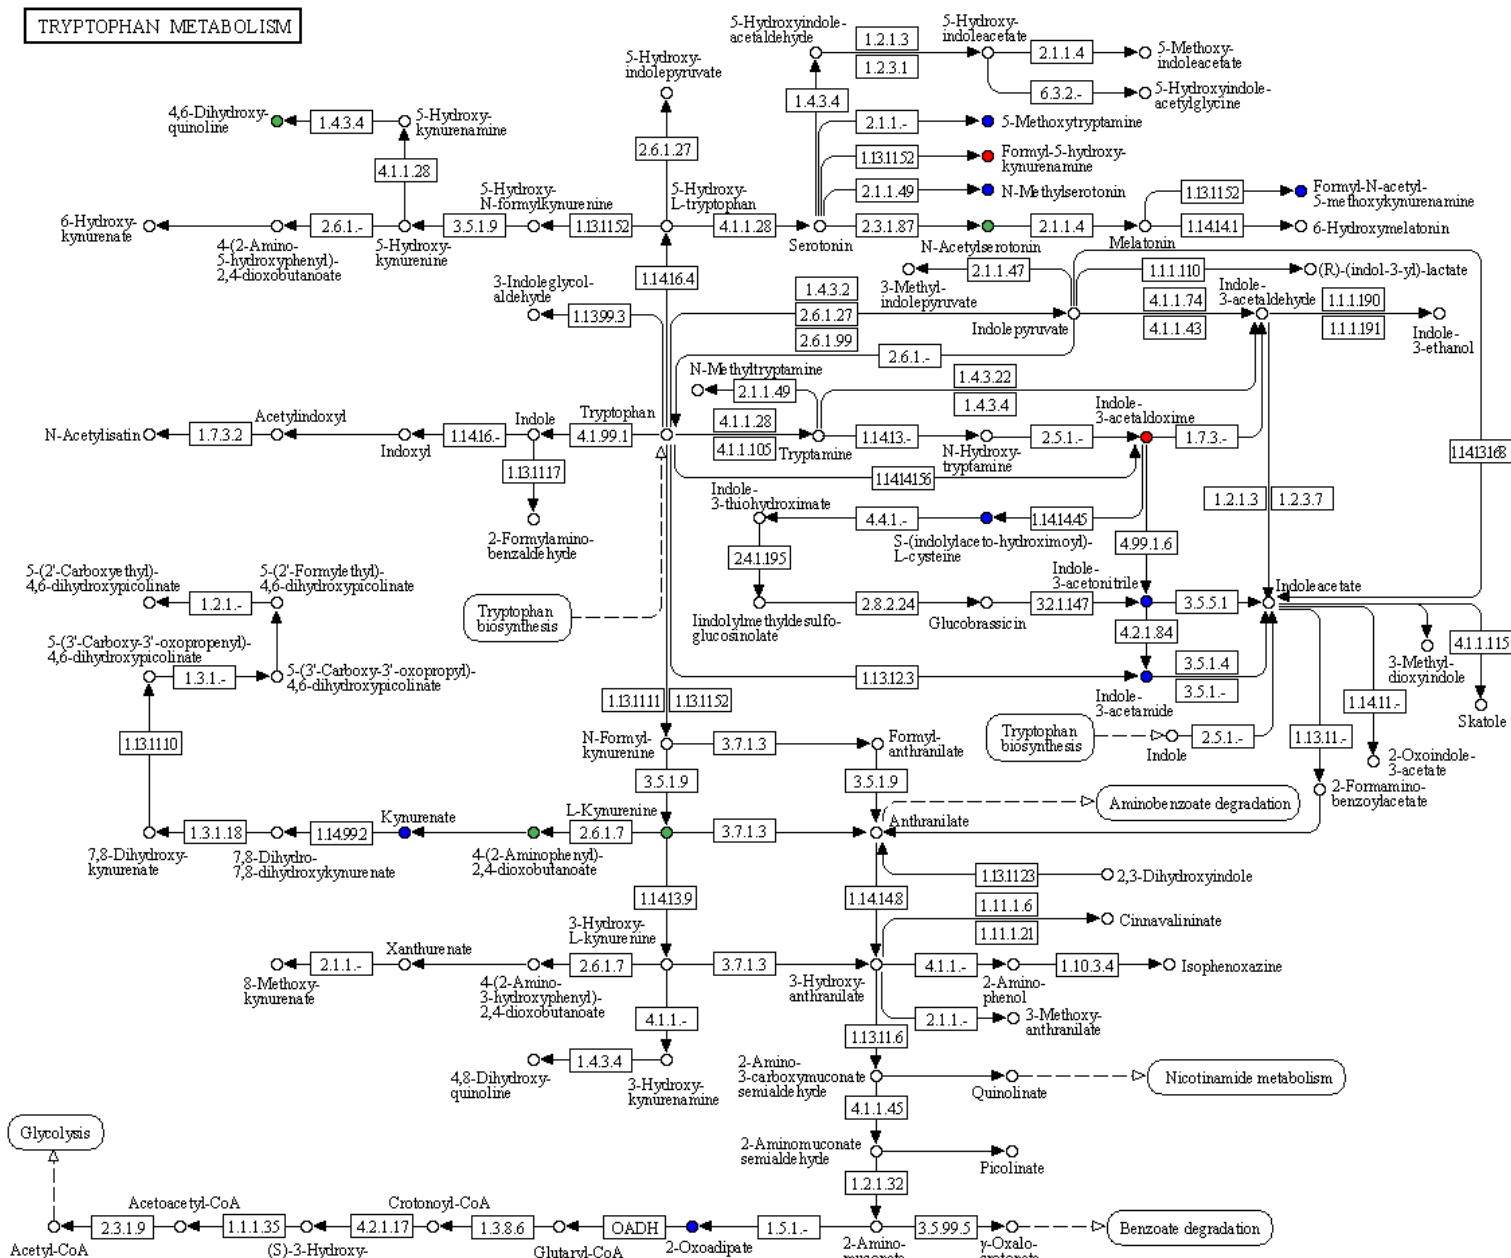 TRYPTOPHAN METABOLISM
5-Hydroxyindole-
acetaldehyde
1.2.1.3
1.2.3.1
5-Hydroxy-
indoleacetate
2.1.1.4
5-Methoxy-
indoleacetate
6.3.2.-
5-Hydroxyindole-
acetylglycine
5-Hydroxy-
indolepyruvate
1.4.3.4
4,6-Dihydroxy-
quinoline
1.4.3.4
5-Hydroxy-
kynurenamine
2.1.1.-
5-Methoxytryptamine
2.6.1.27
1.13.11.52
Formyl-5-hydroxy-
kynurenamine
4.1.1.28
2.1.1.49
N-Methylserotonin
1.13.11.52
Formyl-N-acetyl-
5-methoxykynurenamine
6-Hydroxy-
kynurenate
4-(2-Amino-
5-hydroxyphenyl)-
2,4-dioxobutanoate
2.6.1.-
5-Hydroxy-
kynurenine
3.5.1.9
5-Hydroxy-
N-formylkynurenine
1.13.11.52
5-Hydroxy-
L-tryptophan
4.1.1.28
Serotonin
2.3.1.87
N-Acetylserotonin
2.1.1.4
Melatonin
1.14.14.1
6-Hydroxymelatonin
1.14.16.4
3-Indoleglycol-
aldehyde
1.13.99.3
1.4.3.2
2.6.1.27
2.6.1.99
3-Methyl-
indolepyruvate
2.1.1.47
1.1.1.110
(R)-(indol-3-yl)-lactate
Indolepyruvate
4.1.1.74
4.1.1.43
Indole-
3-acetaldehyde
1.1.1.190
1.1.1.191
Indole-
3-ethanol
2.6.1.-
N-Methyltryptamine
2.1.1.49
1.4.3.22
1.4.3.4
N-Acetylisatin
1.7.3.2
Acetylindoxyl
Indoxyl
1.14.16.-
Indole
4.1.99.1
Tryptophan
4.1.1.28
4.1.1.105
Tryptamine
1.14.13.-
N-Hydroxy-
tryptamine
2.5.1.-
Indole-
3-acetaldoxime
1.7.3.-
1.14.13.168
1.13.11.17
1.14.14.156
1.2.1.3
1.2.3.7
2-Formylamino-
benzaldehyde
Indole-
3-thiohydroximate
4.4.1.-
S-(indolylaceto-hydroximoyl)-
L-cysteine
1.14.14.45
4.99.1.6
2.4.1.195
Iindolylmethyldesulfo-
glucosinolate
2.8.2.24
Glucobrassicin
3.2.1.147
Indole-
3-acetonitrile
3.5.5.1
Indoleacetate
4.2.1.84
5-(2'-Carboxyethyl)-
4,6-dihydroxypicolinate
1.2.1.-
5-(2'-Formylethyl)-
4,6-dihydroxypicolinate
Tryptophan
biosynthesis
5-(3'-Carboxy-3'-oxopropenyl)-
4,6-dihydroxypicolinate
1.3.1.-
5-(3'-Carboxy-3'-oxopropyl)-
4,6-dihydroxypicolinate
1.13.12.3
Indole-
3-acetamide
3.5.1.4
3.5.1.-
3-Methyl-
dioxyindole
4.1.1.115
Skatole
1.13.11.11
1.13.11.52
Tryptophan
biosynthesis
Indole
2.5.1.-
1.14.11.-
2-Oxoindole-
3-acetate
1.13.11.-
2-Formamino-
benzoylacetate
1.13.11.10
N-Formyl-
kynurenine
3.7.1.3
Formyl-
anthranilate
3.5.1.9
3.5.1.9
Aminobenzoate degradation
7,8-Dihydroxy-
kynurenate
1.3.1.18
7,8-Dihydro-
7,8-dihydroxykynurenate
1.14.99.2
Kynurenate
4-(2-Aminophenyl)-
2,4-dioxobutanoate
2.6.1.7
L-Kynurenine
3.7.1.3
Anthranilate
1.13.11.23
2,3-Dihydroxyindole
1.14.13.9
1.14.14.8
1.11.1.6
1.11.1.21
Cinnavalininate
8-Methoxy-
kynurenate
2.1.1.-
Xanthurenate
4-(2-Amino-
3-hydroxyphenyl)-
2,4-dioxobutanoate
2.6.1.7
3-Hydroxy-
L-kynurenine
3.7.1.3
3-Hydroxy-
anthranilate
4.1.1.-
2-Amino-
phenol
1.10.3.4
Isophenoxazine
2.1.1.-
3-Methoxy-
anthranilate
4.1.1.-
1.13.11.6
4,8-Dihydroxy-
quinoline
1.4.3.4
3-Hydroxy-
kynurenamine
2-Amino-
3-carboxymuconate
semialdehyde
Quinolinate
Nicotinamide metabolism
4.1.1.45
Glycolysis
2-Aminomuconate
semialdehyde
Picolinate
1.2.1.32
Acetyl-CoA
2.3.1.9
Acetoacetyl-CoA
1.1.1.35
(S)-3-Hydroxy-
4.2.1.17
Crotonoyl-CoA
1.3.8.6
Glutaryl-CoA
OADH
2-Oxoadipate
1.5.1.-
2-Amino-
3.5.99.5
γ-Oxalo-
Benzoate degradation